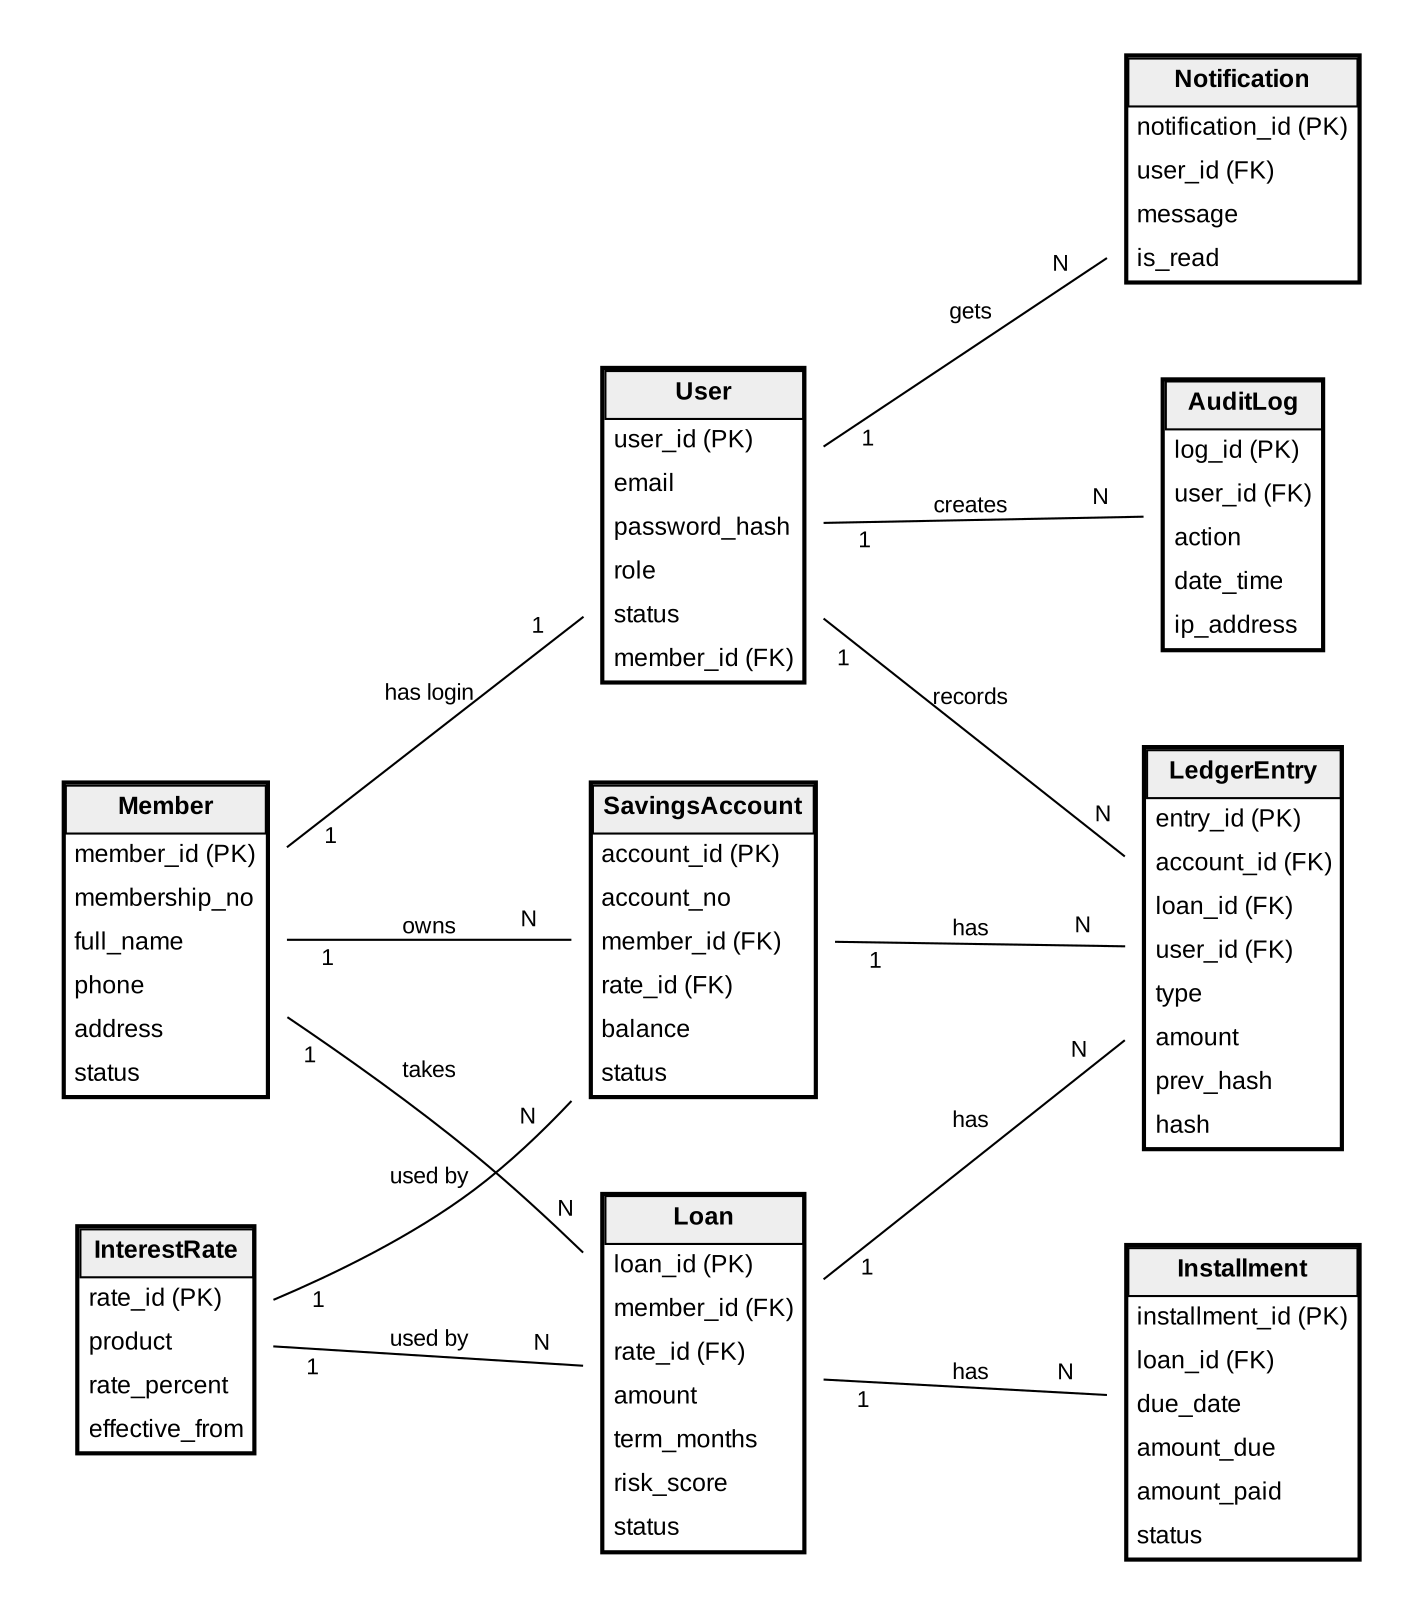 Notification
notification_id (PK)
user_id (FK)
message
is_read
N
gets
1
User
user_id (PK)
email
password_hash
role
status
member_id (FK)
AuditLog
log_id (PK)
user_id (FK)
action
date_time
ip_address
creates
N
1
1
records
N
1
has login
1
Member
member_id (PK)
membership_no
full_name
phone
address
status
SavingsAccount
account_id (PK)
account_no
member_id (FK)
rate_id (FK)
balance
status
LedgerEntry
entry_id (PK)
account_id (FK)
loan_id (FK)
user_id (FK)
type
amount
prev_hash
hash
owns
N
1
has
N
1
1
takes
N
N
used by
1
N
has
1
InterestRate
rate_id (PK)
product
rate_percent
effective_from
used by
N
1
Loan
loan_id (PK)
member_id (FK)
rate_id (FK)
amount
term_months
risk_score
status
has
N
1
Installment
installment_id (PK)
loan_id (FK)
due_date
amount_due
amount_paid
status